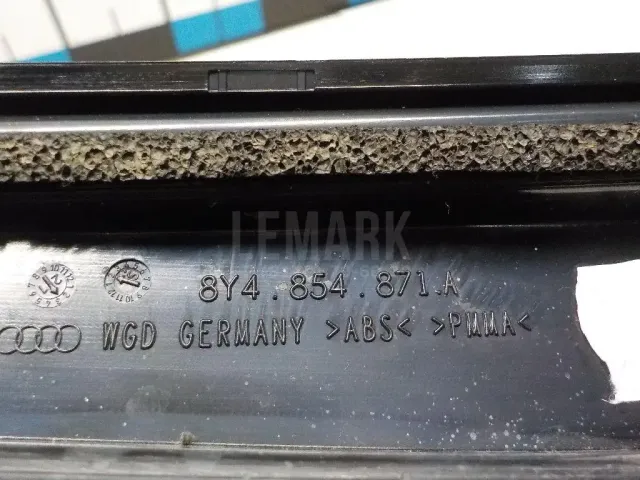 LEMARK
8Y4.854.871.A
WGD GERMANY >ABS< >PMMA<